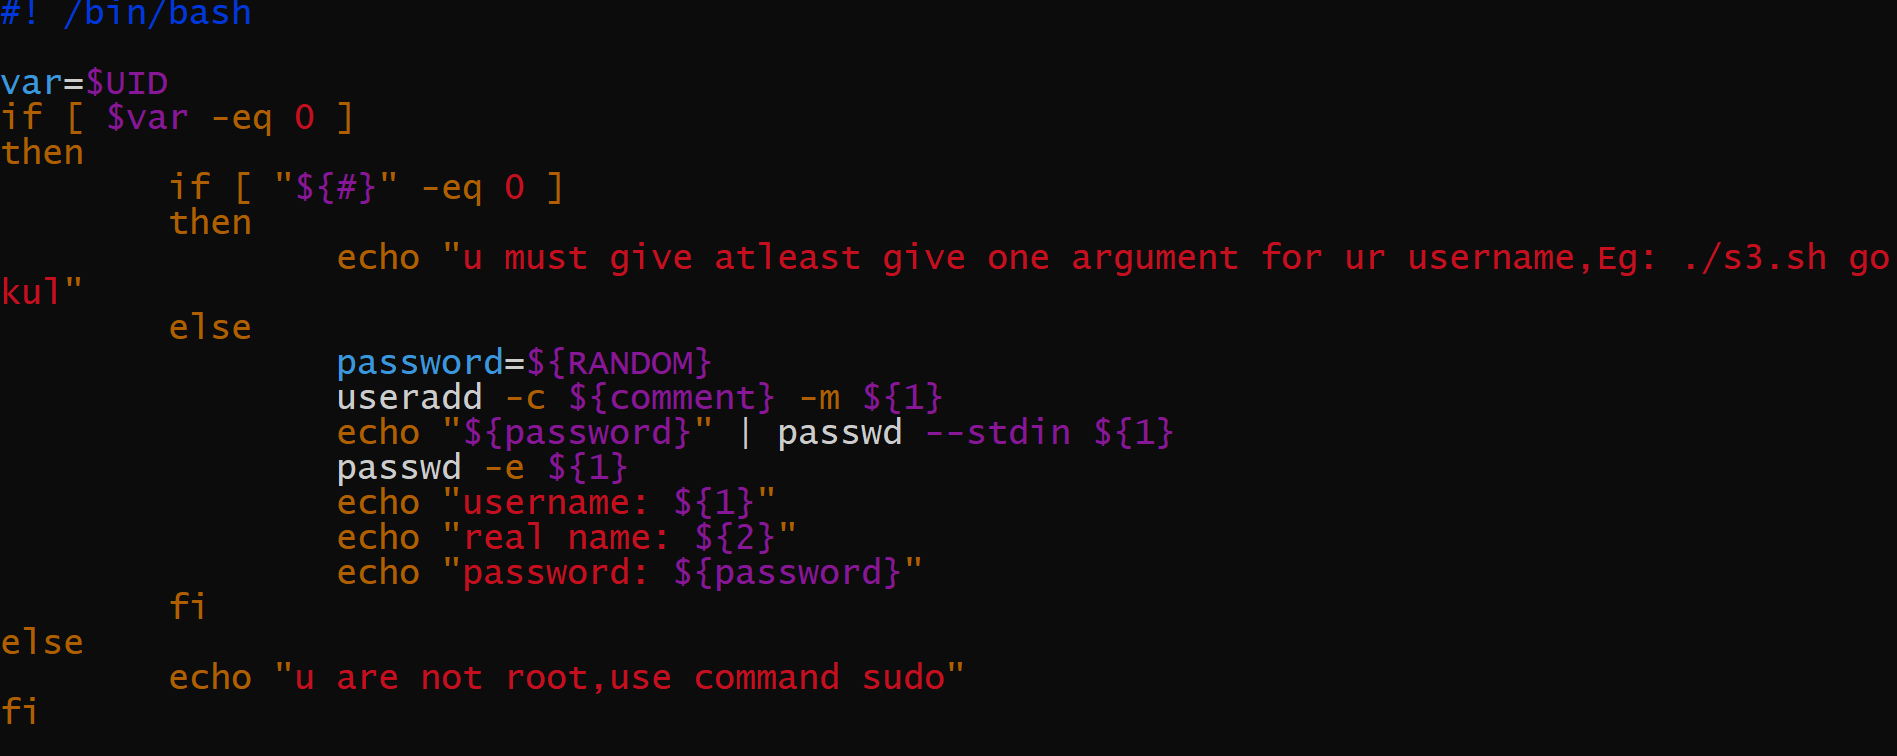 #! /bin/bash
var=$UID
if [ $var -eq 0 ]
then
if [ "${#}" -eq 0 ]
then
echo "u must give atleast give one argument for ur username,Eg: ./s3.sh go
kul"
else
password=${RANDOM}
useradd -c ${comment} -m ${1}
echo "${password}" | passwd --stdin ${1}
passwd -e ${1}
echo "username: ${1}"
echo "real name: ${2}"
echo "password: ${password}"
fi
else
echo "u are not root,use command sudo"
fi